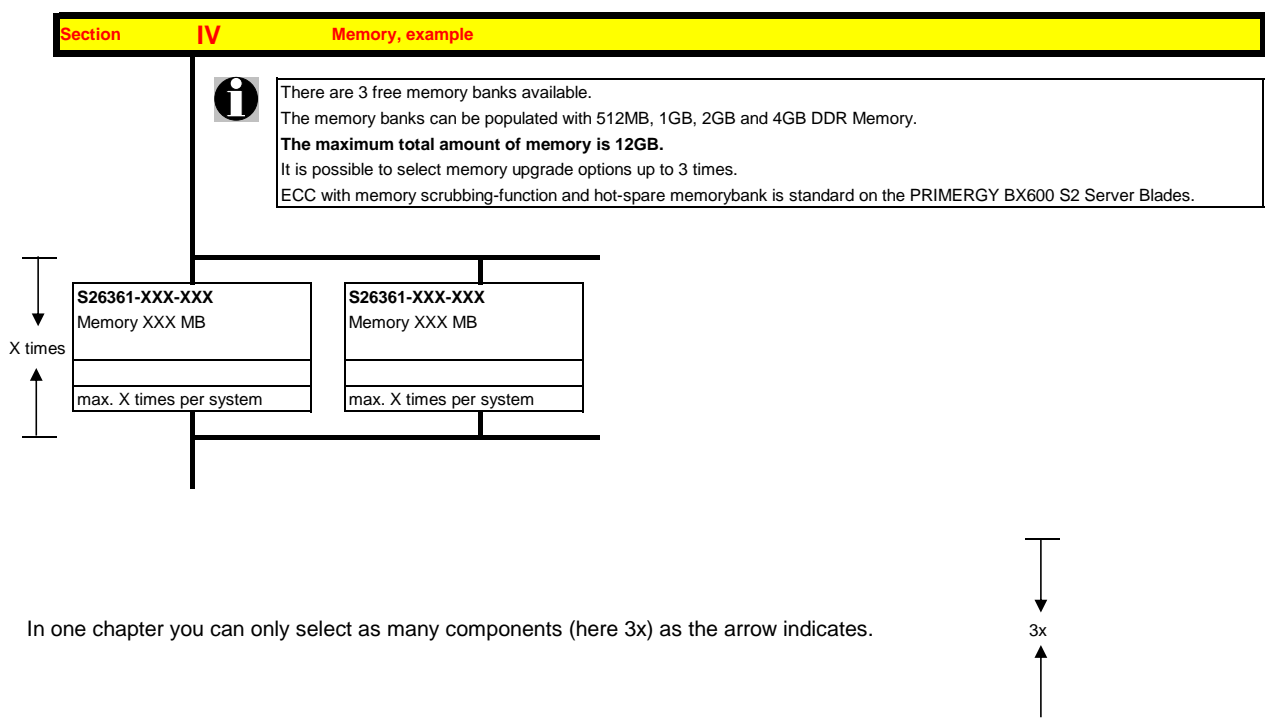 Section IV Memory, example
There are 3 free memory banks available.
The memory banks can be populated with 512MB, 1GB, 2GB and 4GB DDR Memory.
The maximum total amount of memory is 12GB.
It is possible to select memory upgrade options up to 3 times.
ECC with memory scrubbing-function and hot-spare memorybank is standard on the PRIMERGY BX600 S2 Server Blades.
S26361-XXX-XXX S26361-XXX-XXX
Memory XXX MB Memory XXX MB
X times
max. X times per system max. X times per system
In one chapter you can only select as many components (here 3x) as the arrow indicates. 3x